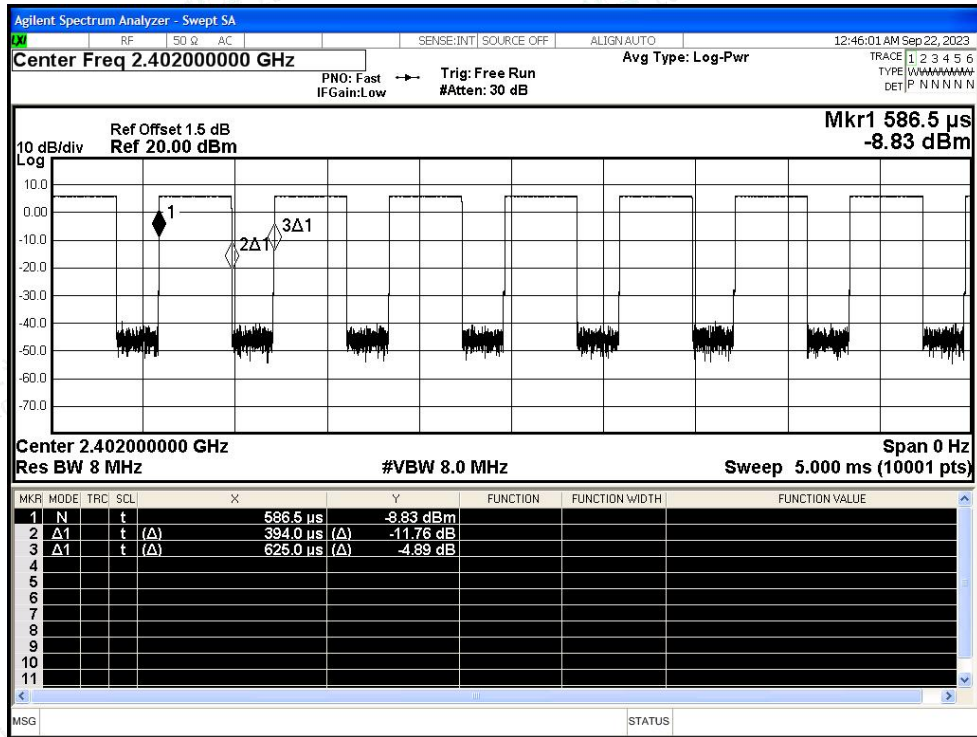 Agilent Spectrum Analyzer - Swept SA
LXI RF 50 Ω AC SENSE:INT SOURCE OFF ALIGN AUTO 12:46:01 AM Sep 22, 2023
Center Freq 2.402000000 GHz
PNO: Fast
IFGain:Low
Trig: Free Run
#Atten: 30 dB
Avg Type: Log-Pwr
TRACE 1 2 3 4 5 6
TYPE
DET P N N N N N
Mkr1 586.5 µs
-8.83 dBm
Ref Offset 1.5 dB
10 dB/div Ref 20.00 dBm
Log
10.0
0.00
-10.0
-20.0
-30.0
-40.0
-50.0
-60.0
-70.0
1
2Δ1
3Δ1
Center 2.402000000 GHz Span 0 Hz
Res BW 8 MHz #VBW 8.0 MHz Sweep 5.000 ms (10001 pts)
MKR MODE TRC SCL X Y FUNCTION FUNCTION WIDTH FUNCTION VALUE
1 N t 586.5 µs -8.83 dBm
2 Δ1 t (Δ) 394.0 µs (Δ) -11.76 dB
3 Δ1 t (Δ) 625.0 µs (Δ) -4.89 dB
4
5
6
7
8
9
10
11
MSG STATUS